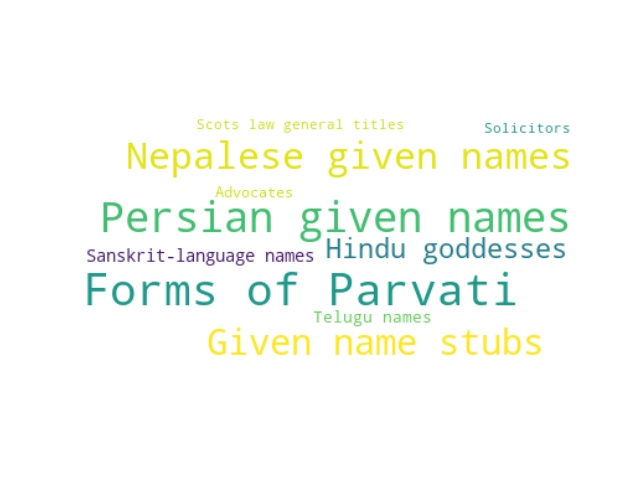 Scots law general titles
Solicitors
Nepalese given names
Advocates
Persian given names
Sanskrit-language names
Hindu goddesses
Forms of Parvati
Telugu names
Given name stubs